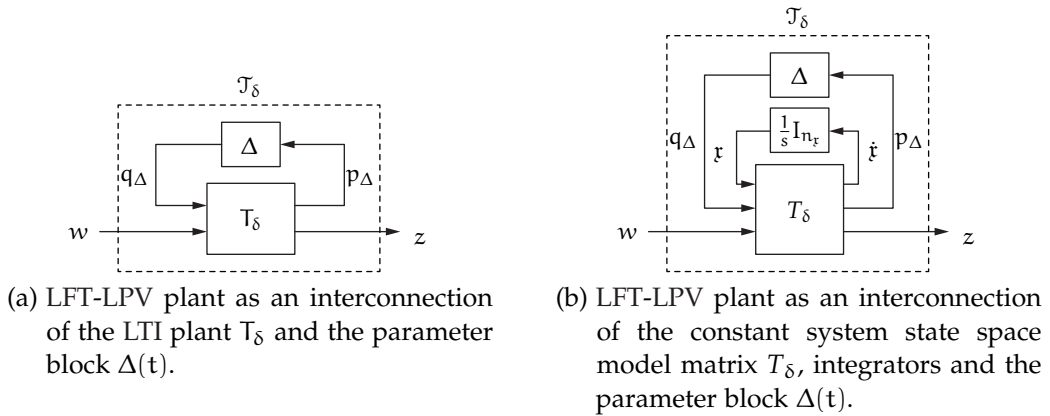 𝒯δ
Δ
qΔ
pΔ
Tδ
w
z
(a) LFT-LPV plant as an interconnection
of the LTI plant Tδ and the parameter
block Δ(t).
𝒯δ
Δ
qΔ
𝔵
1/s I_n𝔵
𝔵̇
pΔ
Tδ
w
z
(b) LFT-LPV plant as an interconnection
of the constant system state space
model matrix Tδ, integrators and the
parameter block Δ(t).